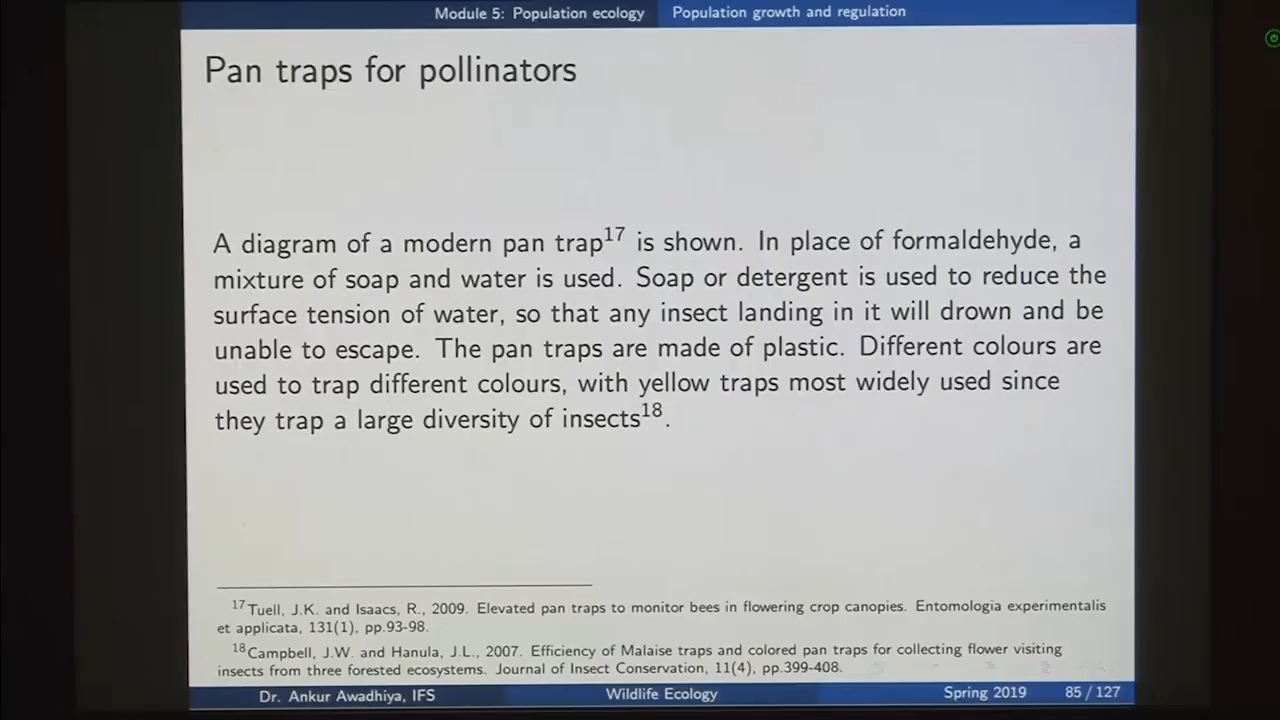 Module 5: Population ecology Population growth and regulation
Pan traps for pollinators
A diagram of a modern pan trap17 is shown. In place of formaldehyde, a
mixture of soap and water is used. Soap or detergent is used to reduce the
surface tension of water, so that any insect landing in it will drown and be
unable to escape. The pan traps are made of plastic. Different colours are
used to trap different colours, with yellow traps most widely used since
they trap a large diversity of insects18.
17Tuell, J.K. and Isaacs, R., 2009. Elevated pan traps to monitor bees in flowering crop canopies. Entomologia experimentalis
et applicata, 131(1), pp.93-98.
18Campbell, J.W. and Hanula, J.L., 2007. Efficiency of Malaise traps and colored pan traps for collecting flower visiting
insects from three forested ecosystems. Journal of Insect Conservation, 11(4), pp.399-408.
Dr. Ankur Awadhiya, IFS Wildlife Ecology Spring 2019 85 / 127